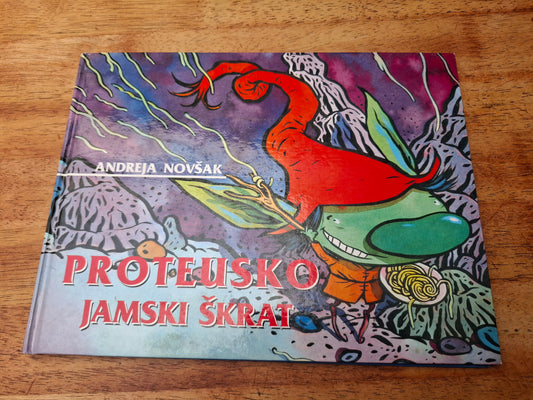 ANDREJA NOVŠAK
PROTEUSKO
JAMSKI ŠKRAT